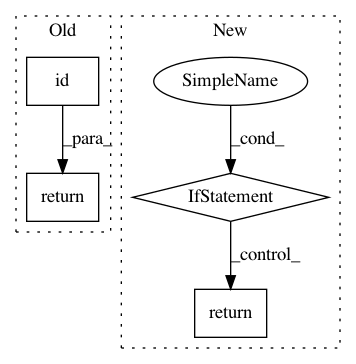 Old
New
id
SimpleName
_para_
_cond_
return
IfStatement
_control_
return